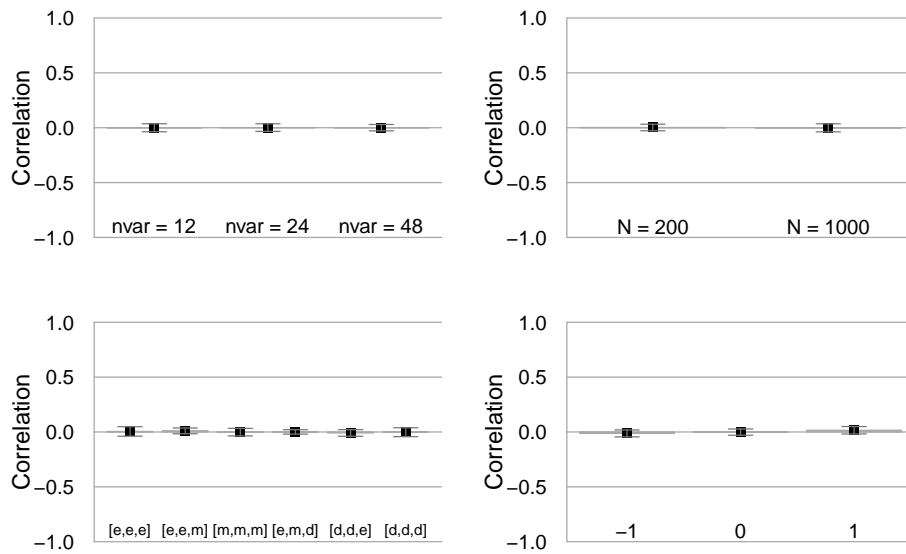 1.0
0.5
0.0
−0.5
−1.0
Correlation
nvar = 12 nvar = 24 nvar = 48
1.0
0.5
0.0
−0.5
−1.0
Correlation
N = 200 N = 1000
1.0
0.5
0.0
−0.5
−1.0
Correlation
[e,e,e] [e,e,m] [m,m,m] [e,m,d] [d,d,e] [d,d,d]
1.0
0.5
0.0
−0.5
−1.0
Correlation
−1 0 1